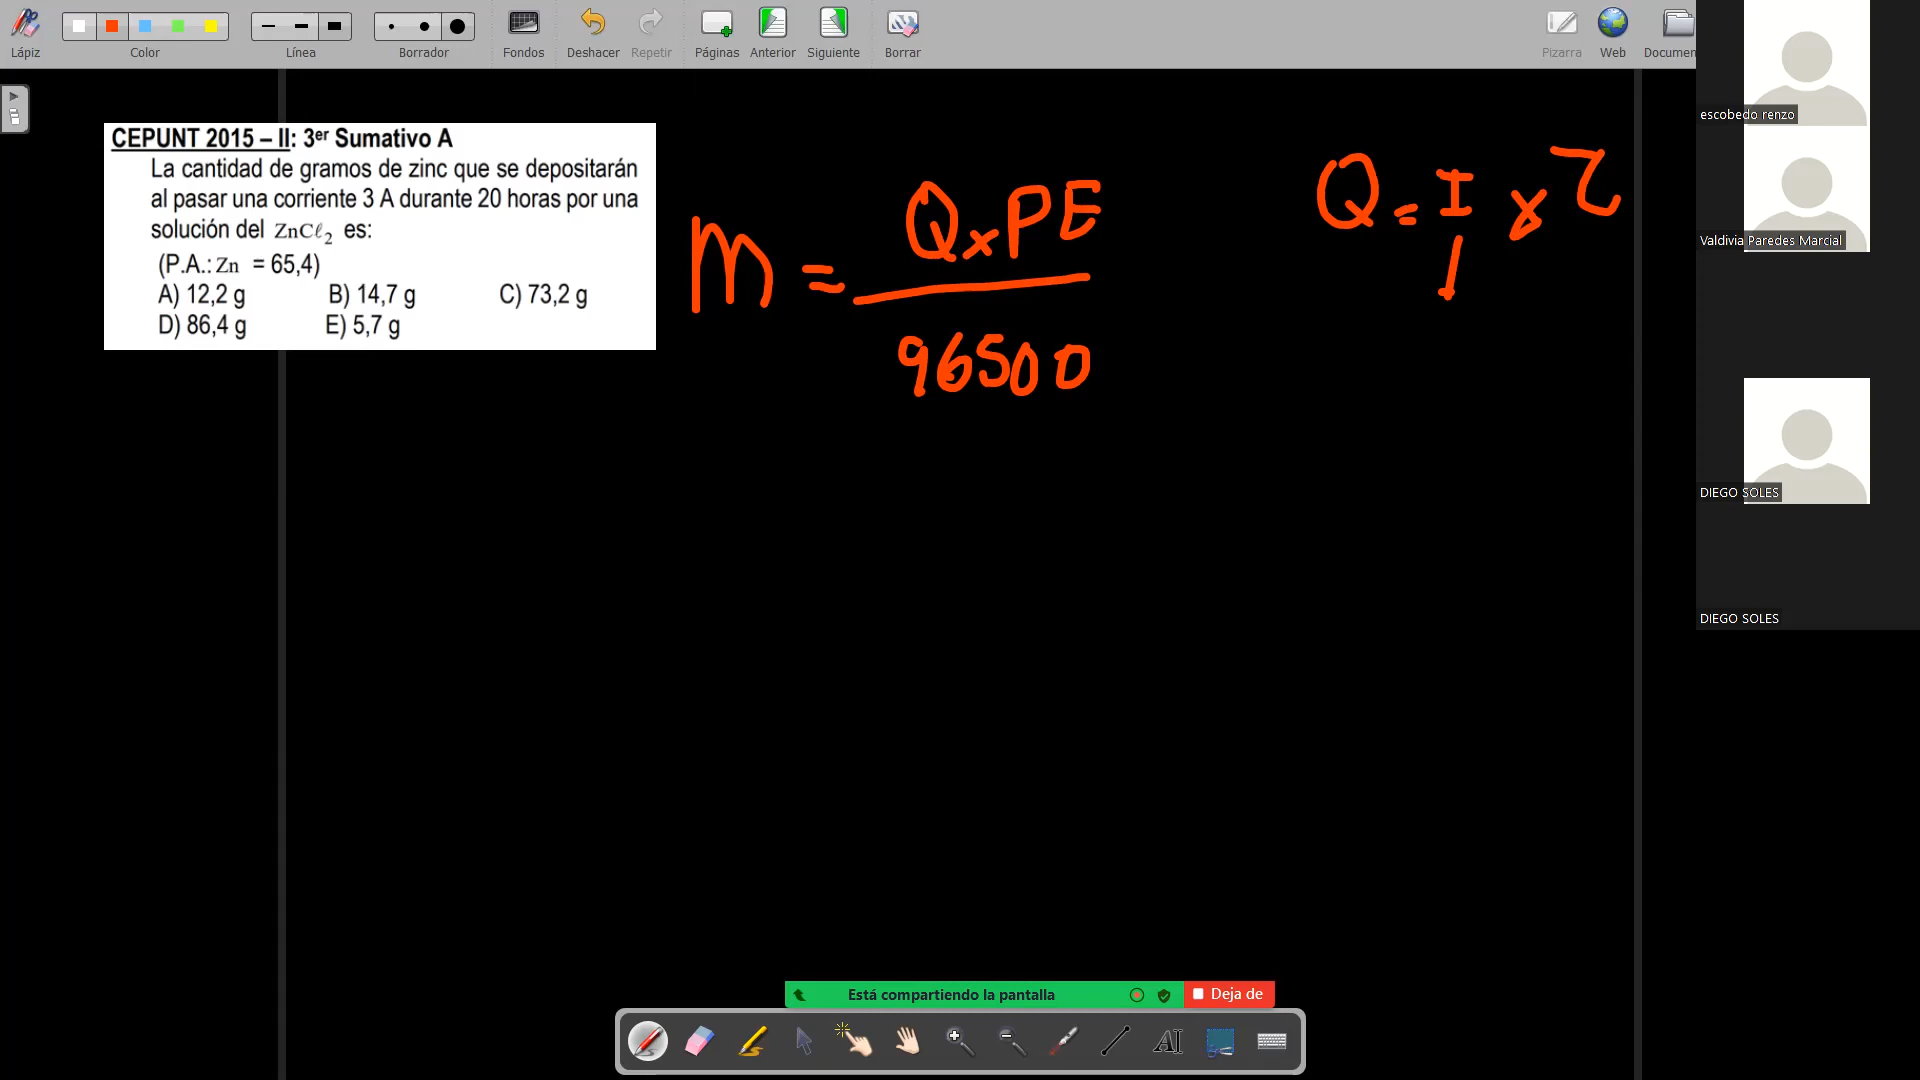 Lápiz
Color
Línea
Borrador
Fondos
Deshacer
Repetir
Páginas
Anterior
Siguiente
Borrar
Pizarra
Web
Documen
CEPUNT 2015 – II: 3er Sumativo A
La cantidad de gramos de zinc que se depositarán
al pasar una corriente 3 A durante 20 horas por una
solución del ZnCℓ2 es:
(P.A.: Zn = 65,4)
A) 12,2 g B) 14,7 g C) 73,2 g
D) 86,4 g E) 5,7 g
m = QxPE
96500
Q = I x
escobedo renzo
Valdivia Paredes Marcial
DIEGO SOLES
DIEGO SOLES
Está compartiendo la pantalla
Deja de
AI